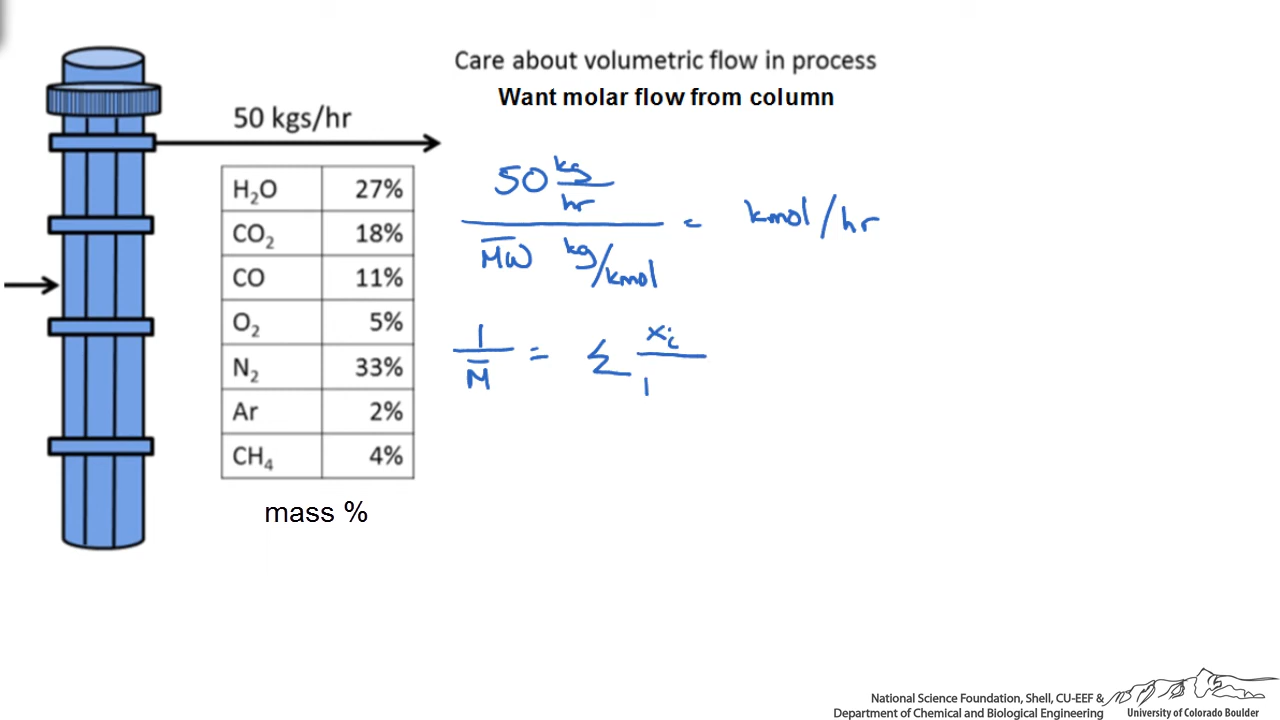 Care about volumetric flow in process
Want molar flow from column
50 kgs/hr
H₂O 27%
CO₂ 18%
CO 11%
O₂ 5%
N₂ 33%
Ar 2%
CH₄ 4%
mass %
50 kg/hr
M̅W̅ kg/kmol = kmol/hr
1/M̅ = Σ xᵢ
National Science Foundation, Shell, CU-EEF &
Department of Chemical and Biological Engineering
University of Colorado Boulder